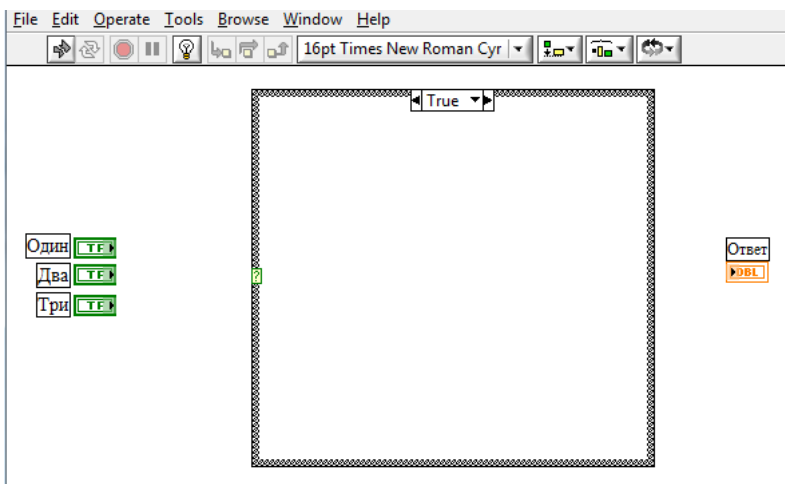 File Edit Operate Tools Browse Window Help
16pt Times New Roman Cyr
True
Один TF
Два TF
Три TF
?
Ответ
DBL